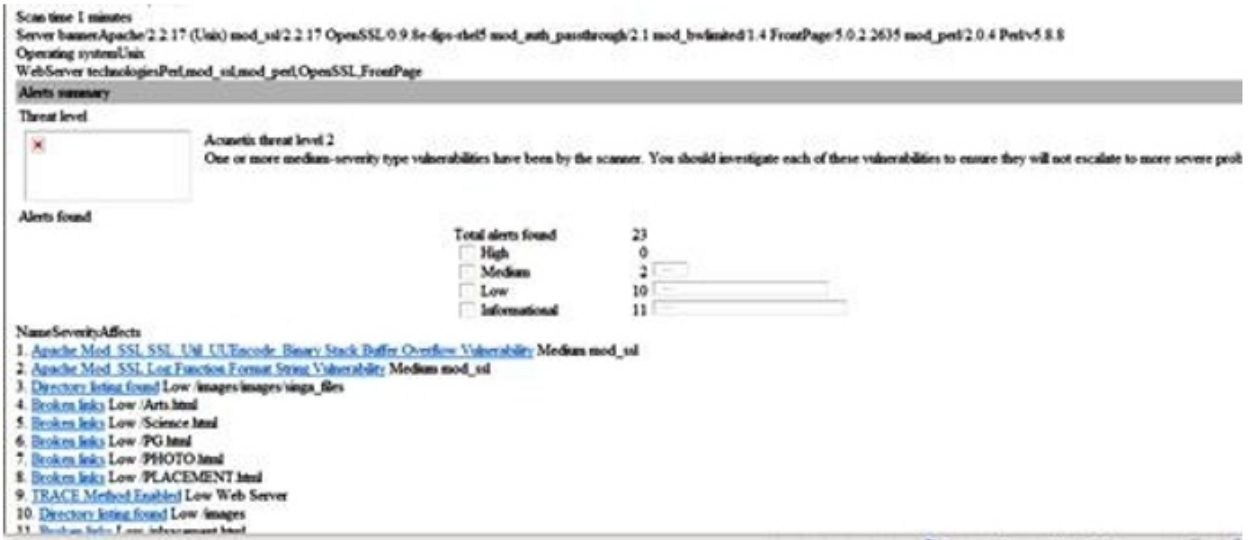 Scan time 1 minutes
Server bannerApache/2.2.17 (Unix) mod_ssl/2.2.17 OpenSSL/0.9.8e-fips-rhel5 mod_auth_passthrough/2.1 mod_bwlimited/1.4 FrontPage/5.0.2.2635 mod_perl/2.0.4 Perl/v5.8.8
Operating systemUnix
WebServer technologiesPerl,mod_ssl,mod_perl,OpenSSL,FrontPage
Alerts summary
Threat level
Acunetix threat level 2
One or more medium-severity type vulnerabilities have been by the scanner. You should investigate each of these vulnerabilities to ensure they will not escalate to more severe prob
Alerts found
Total alerts found 23
High 0
Medium 2
Low 10
Informational 11
NameSeverityAffects
1. Apache Mod_SSL SSL_Util_UUEncode_Binary Stack Buffer Overflow Vulnerability Medium mod_ssl
2. Apache Mod_SSL Log Function Format String Vulnerability Medium mod_ssl
3. Directory listing found Low /images/images/singa_files
4. Broken links Low /Arts.html
5. Broken links Low /Science.html
6. Broken links Low /PG.html
7. Broken links Low /PHOTO.html
8. Broken links Low /PLACEMENT.html
9. TRACE Method Enabled Low Web Server
10. Directory listing found Low /images
11. Broken links Low